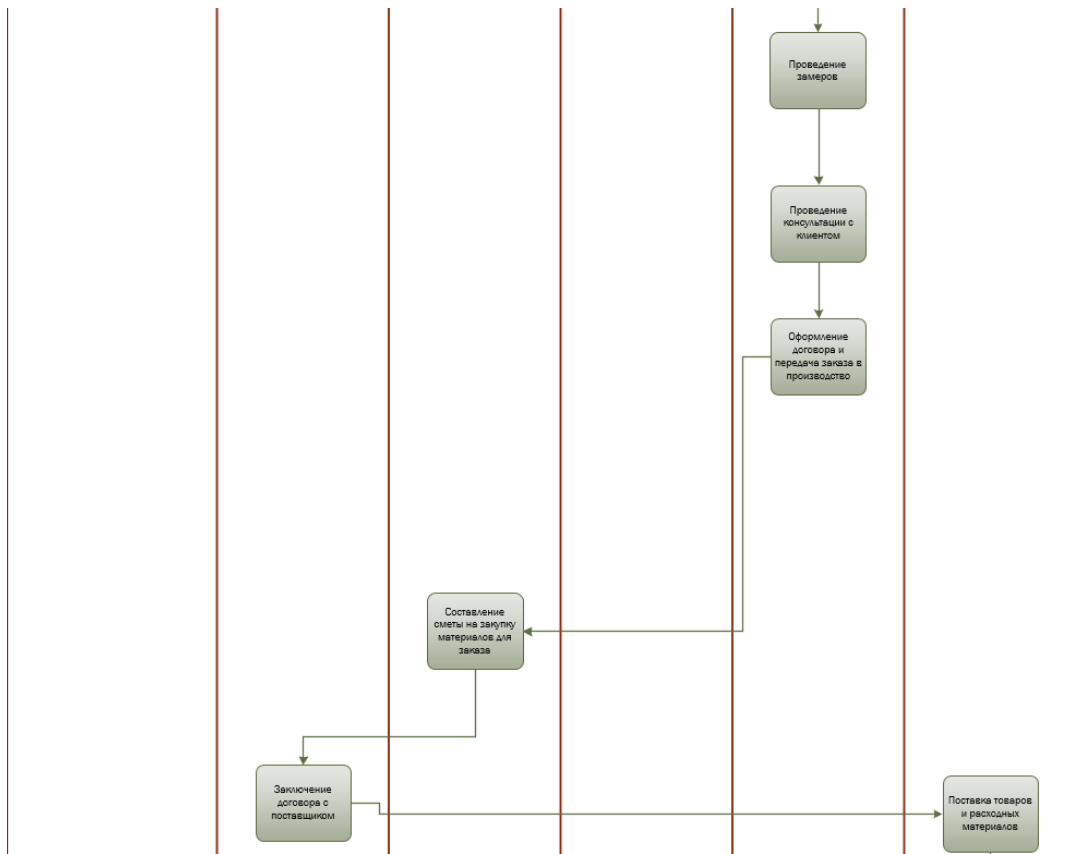 Проведение
замеров
Проведение
консультации с
клиентом
Оформление
договора и
передача заказа в
производство
Составление
сметы на закупку
материалов для
заказа
Заключение
договора с
поставщиком
Поставка товаров
и расходных
материалов